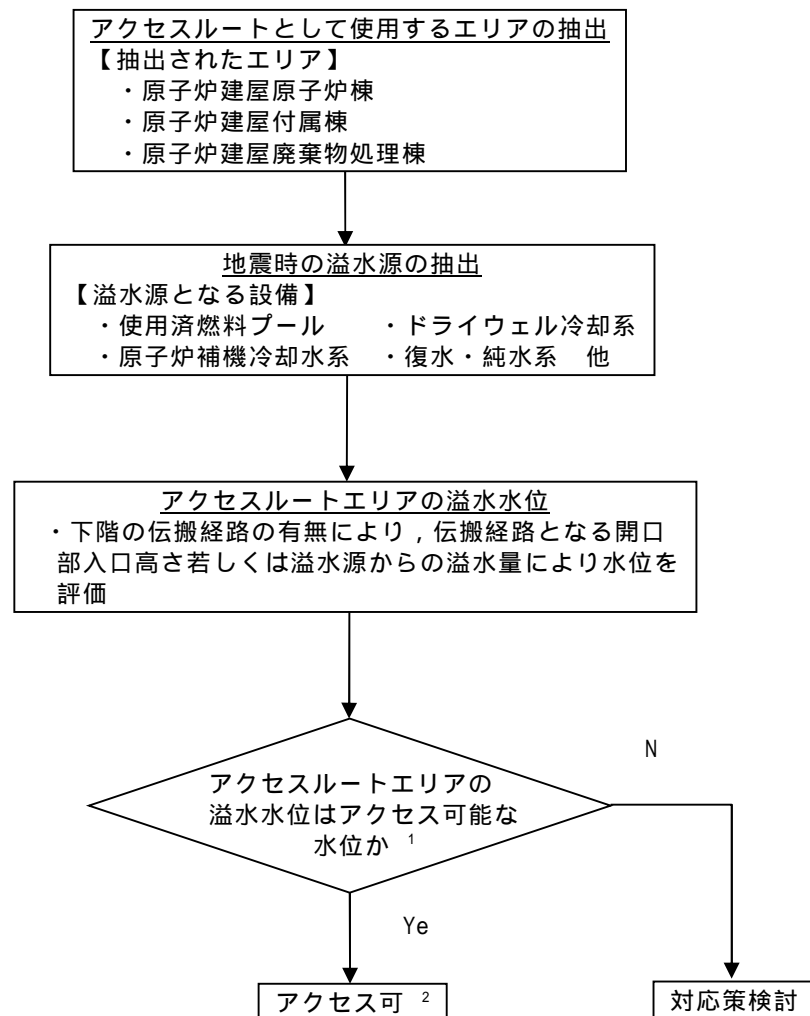 アクセスルートとして使用するエリアの抽出
【抽出されたエリア】
・原子炉建屋原子炉棟
・原子炉建屋付属棟
・原子炉建屋廃棄物処理棟
地震時の溢水源の抽出
【溢水源となる設備】
・使用済燃料プール ・ドライウェル冷却系
・原子炉補機冷却水系 ・復水・純水系 他
アクセスルートエリアの溢水水位
・下階の伝搬経路の有無により，伝搬経路となる開口
部入口高さ若しくは溢水源からの溢水量により水位を
評価
N
アクセスルートエリアの
溢水水位はアクセス可能な
水位か 1
Ye
アクセス可 2
対応策検討